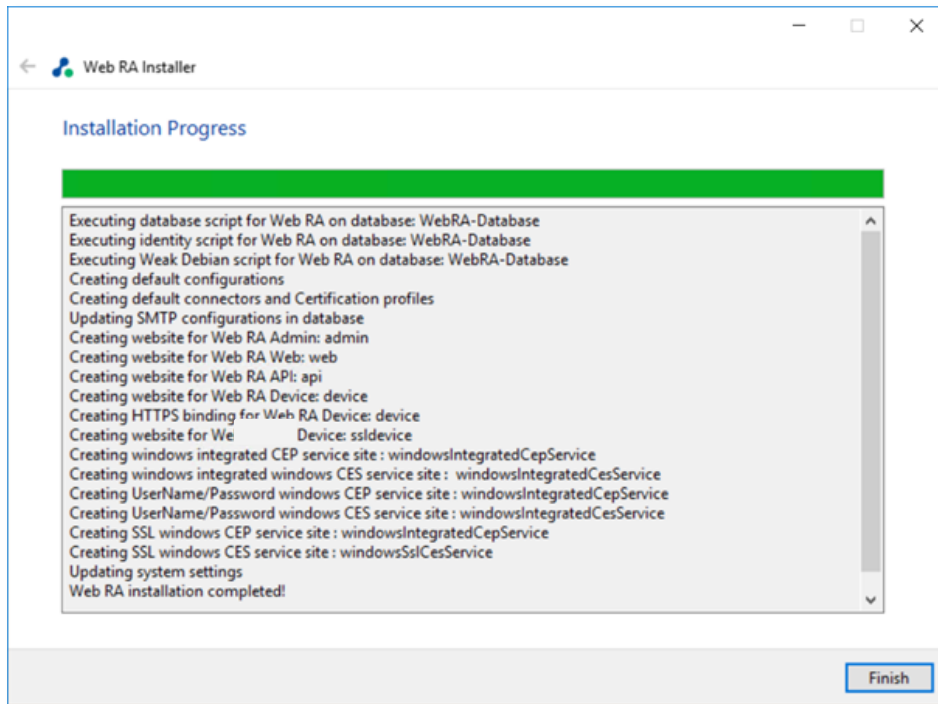 Web RA Installer
Installation Progress
Executing database script for Web RA on database: WebRA-Database
Executing identity script for Web RA on database: WebRA-Database
Executing Weak Debian script for Web RA on database: WebRA-Database
Creating default configurations
Creating default connectors and Certification profiles
Updating SMTP configurations in database
Creating website for Web RA Admin: admin
Creating website for Web RA Web: web
Creating website for Web RA API: api
Creating website for Web RA Device: device
Creating HTTPS binding for Web RA Device: device
Creating website for We Device: ssldevice
Creating windows integrated CEP service site : windowsIntegratedCepService
Creating windows integrated windows CES service site :  windowsIntegratedCesService
Creating UserName/Password windows CEP service site : windowsIntegratedCepService
Creating UserName/Password windows CES service site : windowsIntegratedCesService
Creating SSL windows CEP service site : windowsIntegratedCepService
Creating SSL windows CES service site : windowsSslCesService
Updating system settings
Web RA installation completed!
Finish